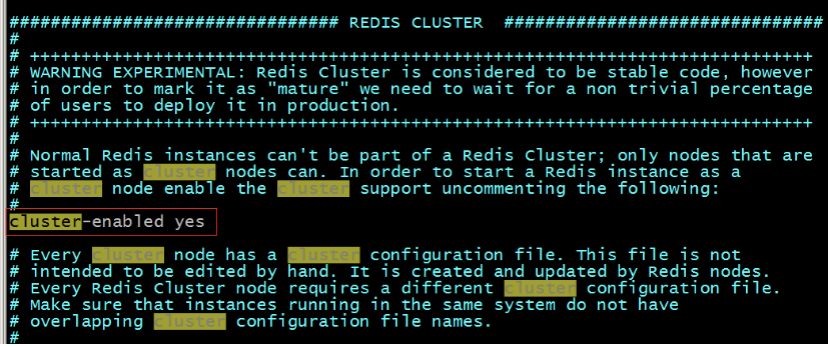 ################################ REDIS CLUSTER  ###############################
#
# ++++++++++++++++++++++++++++++++++++++++++++++++++++++++++++++++++++++++++++
# WARNING EXPERIMENTAL: Redis Cluster is considered to be stable code, however
# in order to mark it as "mature" we need to wait for a non trivial percentage
# of users to deploy it in production.
# ++++++++++++++++++++++++++++++++++++++++++++++++++++++++++++++++++++++++++++
#
# Normal Redis instances can't be part of a Redis Cluster; only nodes that are
# started as cluster nodes can. In order to start a Redis instance as a
# cluster node enable the cluster support uncommenting the following:
#
cluster-enabled yes
# Every cluster node has a cluster configuration file. This file is not
# intended to be edited by hand. It is created and updated by Redis nodes.
# Every Redis Cluster node requires a different cluster configuration file.
# Make sure that instances running in the same system do not have
# overlapping cluster configuration file names.
#